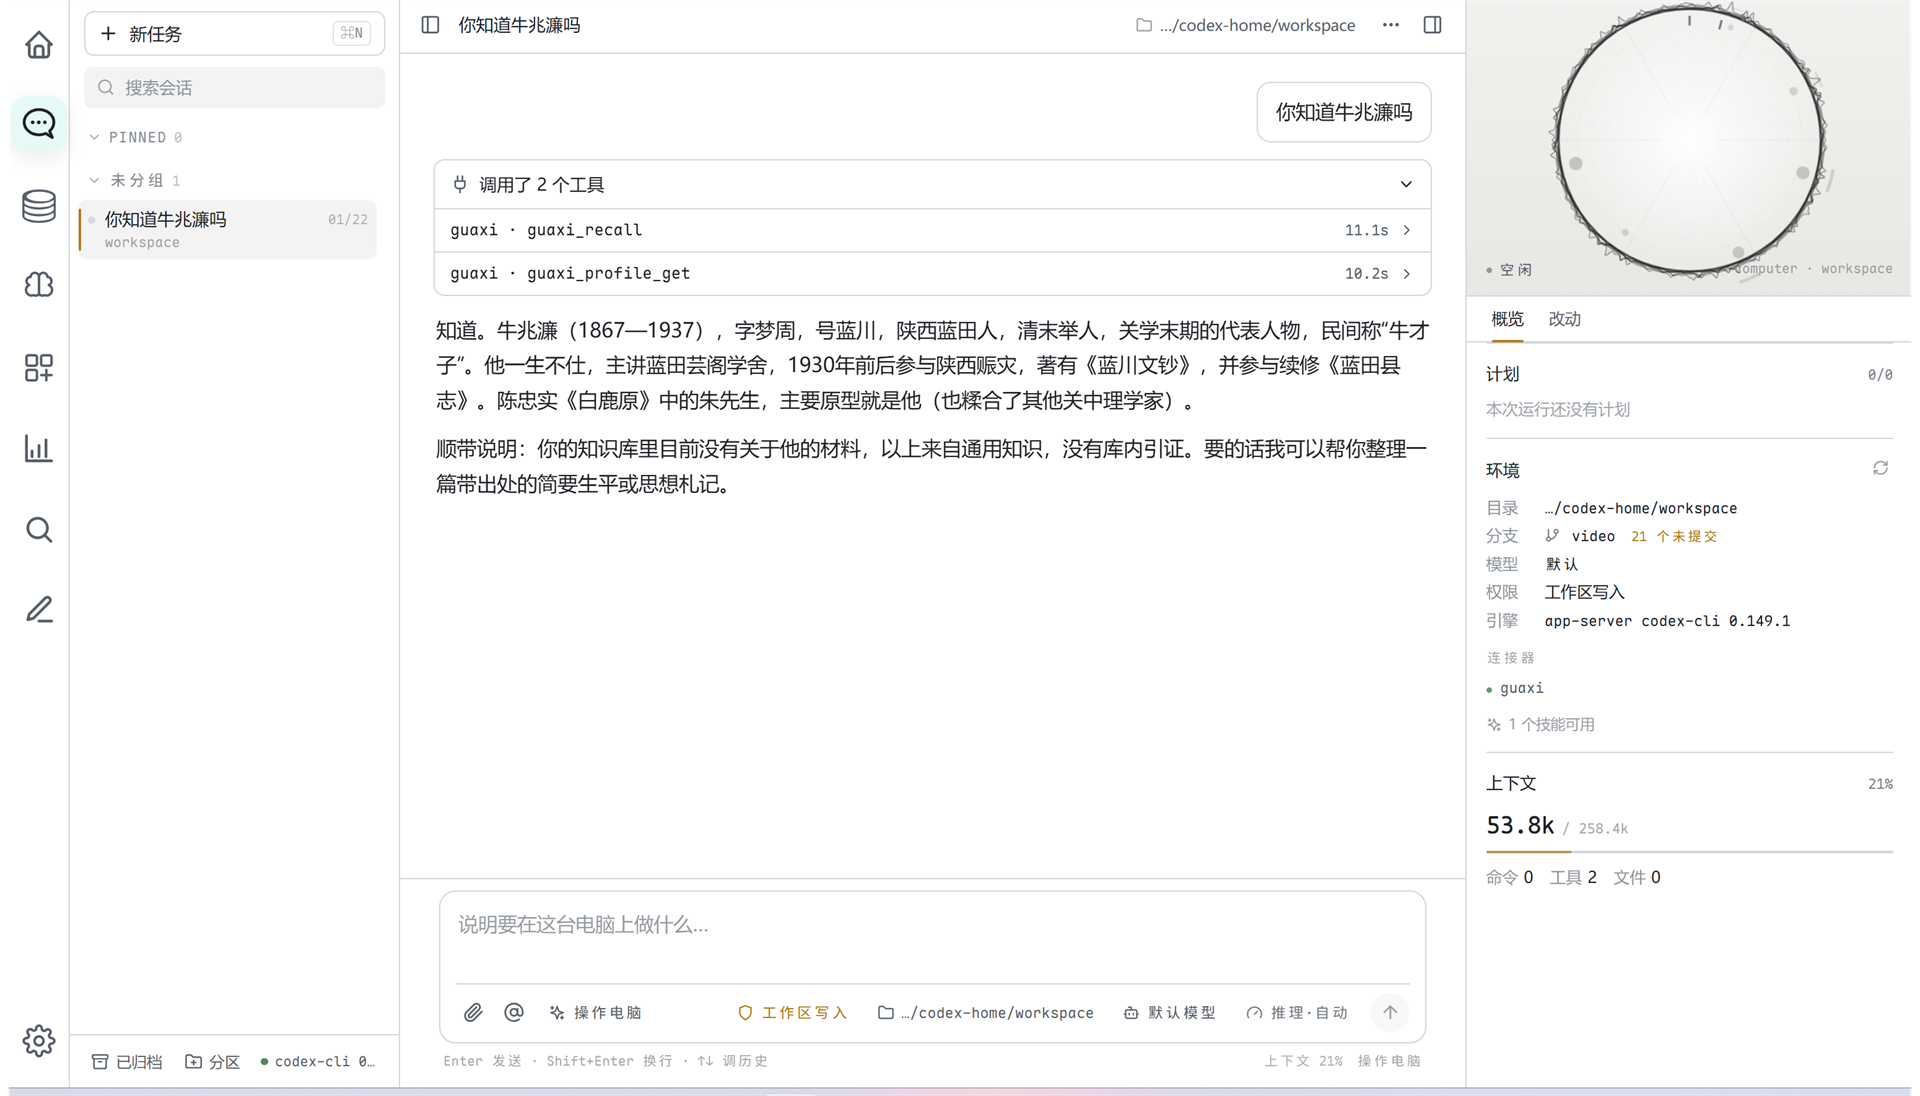 新任务
⌘N
搜索会话
PINNED 0
未分组 1
你知道牛兆濂吗
01/22
workspace
已归档
分区
codex-cli 0…
你知道牛兆濂吗
…/codex-home/workspace
你知道牛兆濂吗
调用了 2 个工具
guaxi · guaxi_recall
11.1s
guaxi · guaxi_profile_get
10.2s
知道。牛兆濂（1867—1937），字梦周，号蓝川，陕西蓝田人，清末举人，关学末期的代表人物，民间称“牛才
子”。他一生不仕，主讲蓝田芸阁学舍，1930年前后参与陕西赈灾，著有《蓝川文钞》，并参与续修《蓝田县
志》。陈忠实《白鹿原》中的朱先生，主要原型就是他（也糅合了其他关中理学家）。
顺带说明：你的知识库里目前没有关于他的材料，以上来自通用知识，没有库内引证。要的话我可以帮你整理一
篇带出处的简要生平或思想札记。
说明要在这台电脑上做什么…
操作电脑
工作区写入
…/codex-home/workspace
默认模型
推理·自动
Enter 发送 · Shift+Enter 换行 · ↑↓ 调历史
上下文 21%
操作电脑
空闲
computer · workspace
概览
改动
计划
0/0
本次运行还没有计划
环境
目录 …/codex-home/workspace
分支 video 21 个未提交
模型 默认
权限 工作区写入
引擎 app-server codex-cli 0.149.1
连接器
guaxi
1 个技能可用
上下文
21%
53.8k / 258.4k
命令 0 工具 2 文件 0